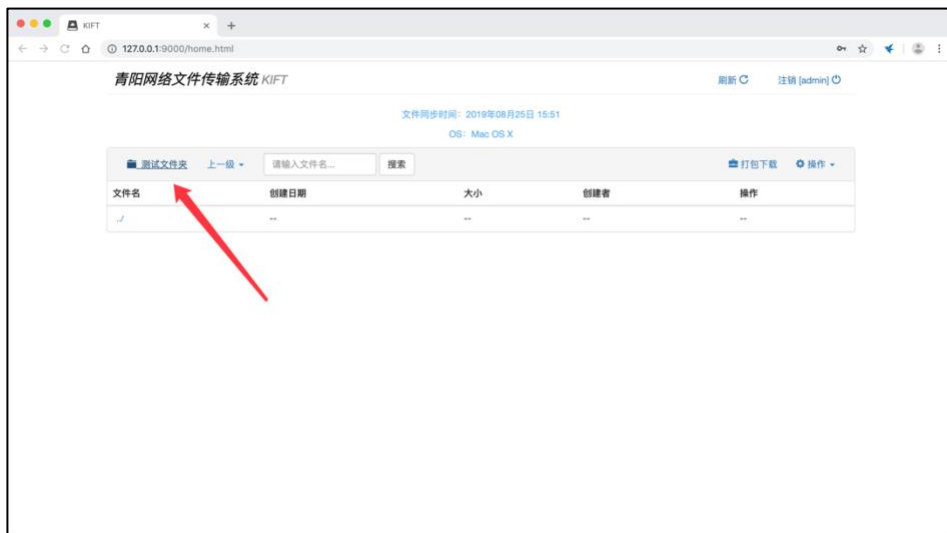 KIFT
127.0.0.1:9000/home.html
青阳网络文件传输系统 KIFT 刷新 注销 [admin]
文件同步时间：2019年08月25日 15:51
OS：Mac OS X
测试文件夹 上一级 请输入文件名... 搜索 打包下载 操作
文件名 创建日期 大小 创建者 操作
../ -- -- -- --